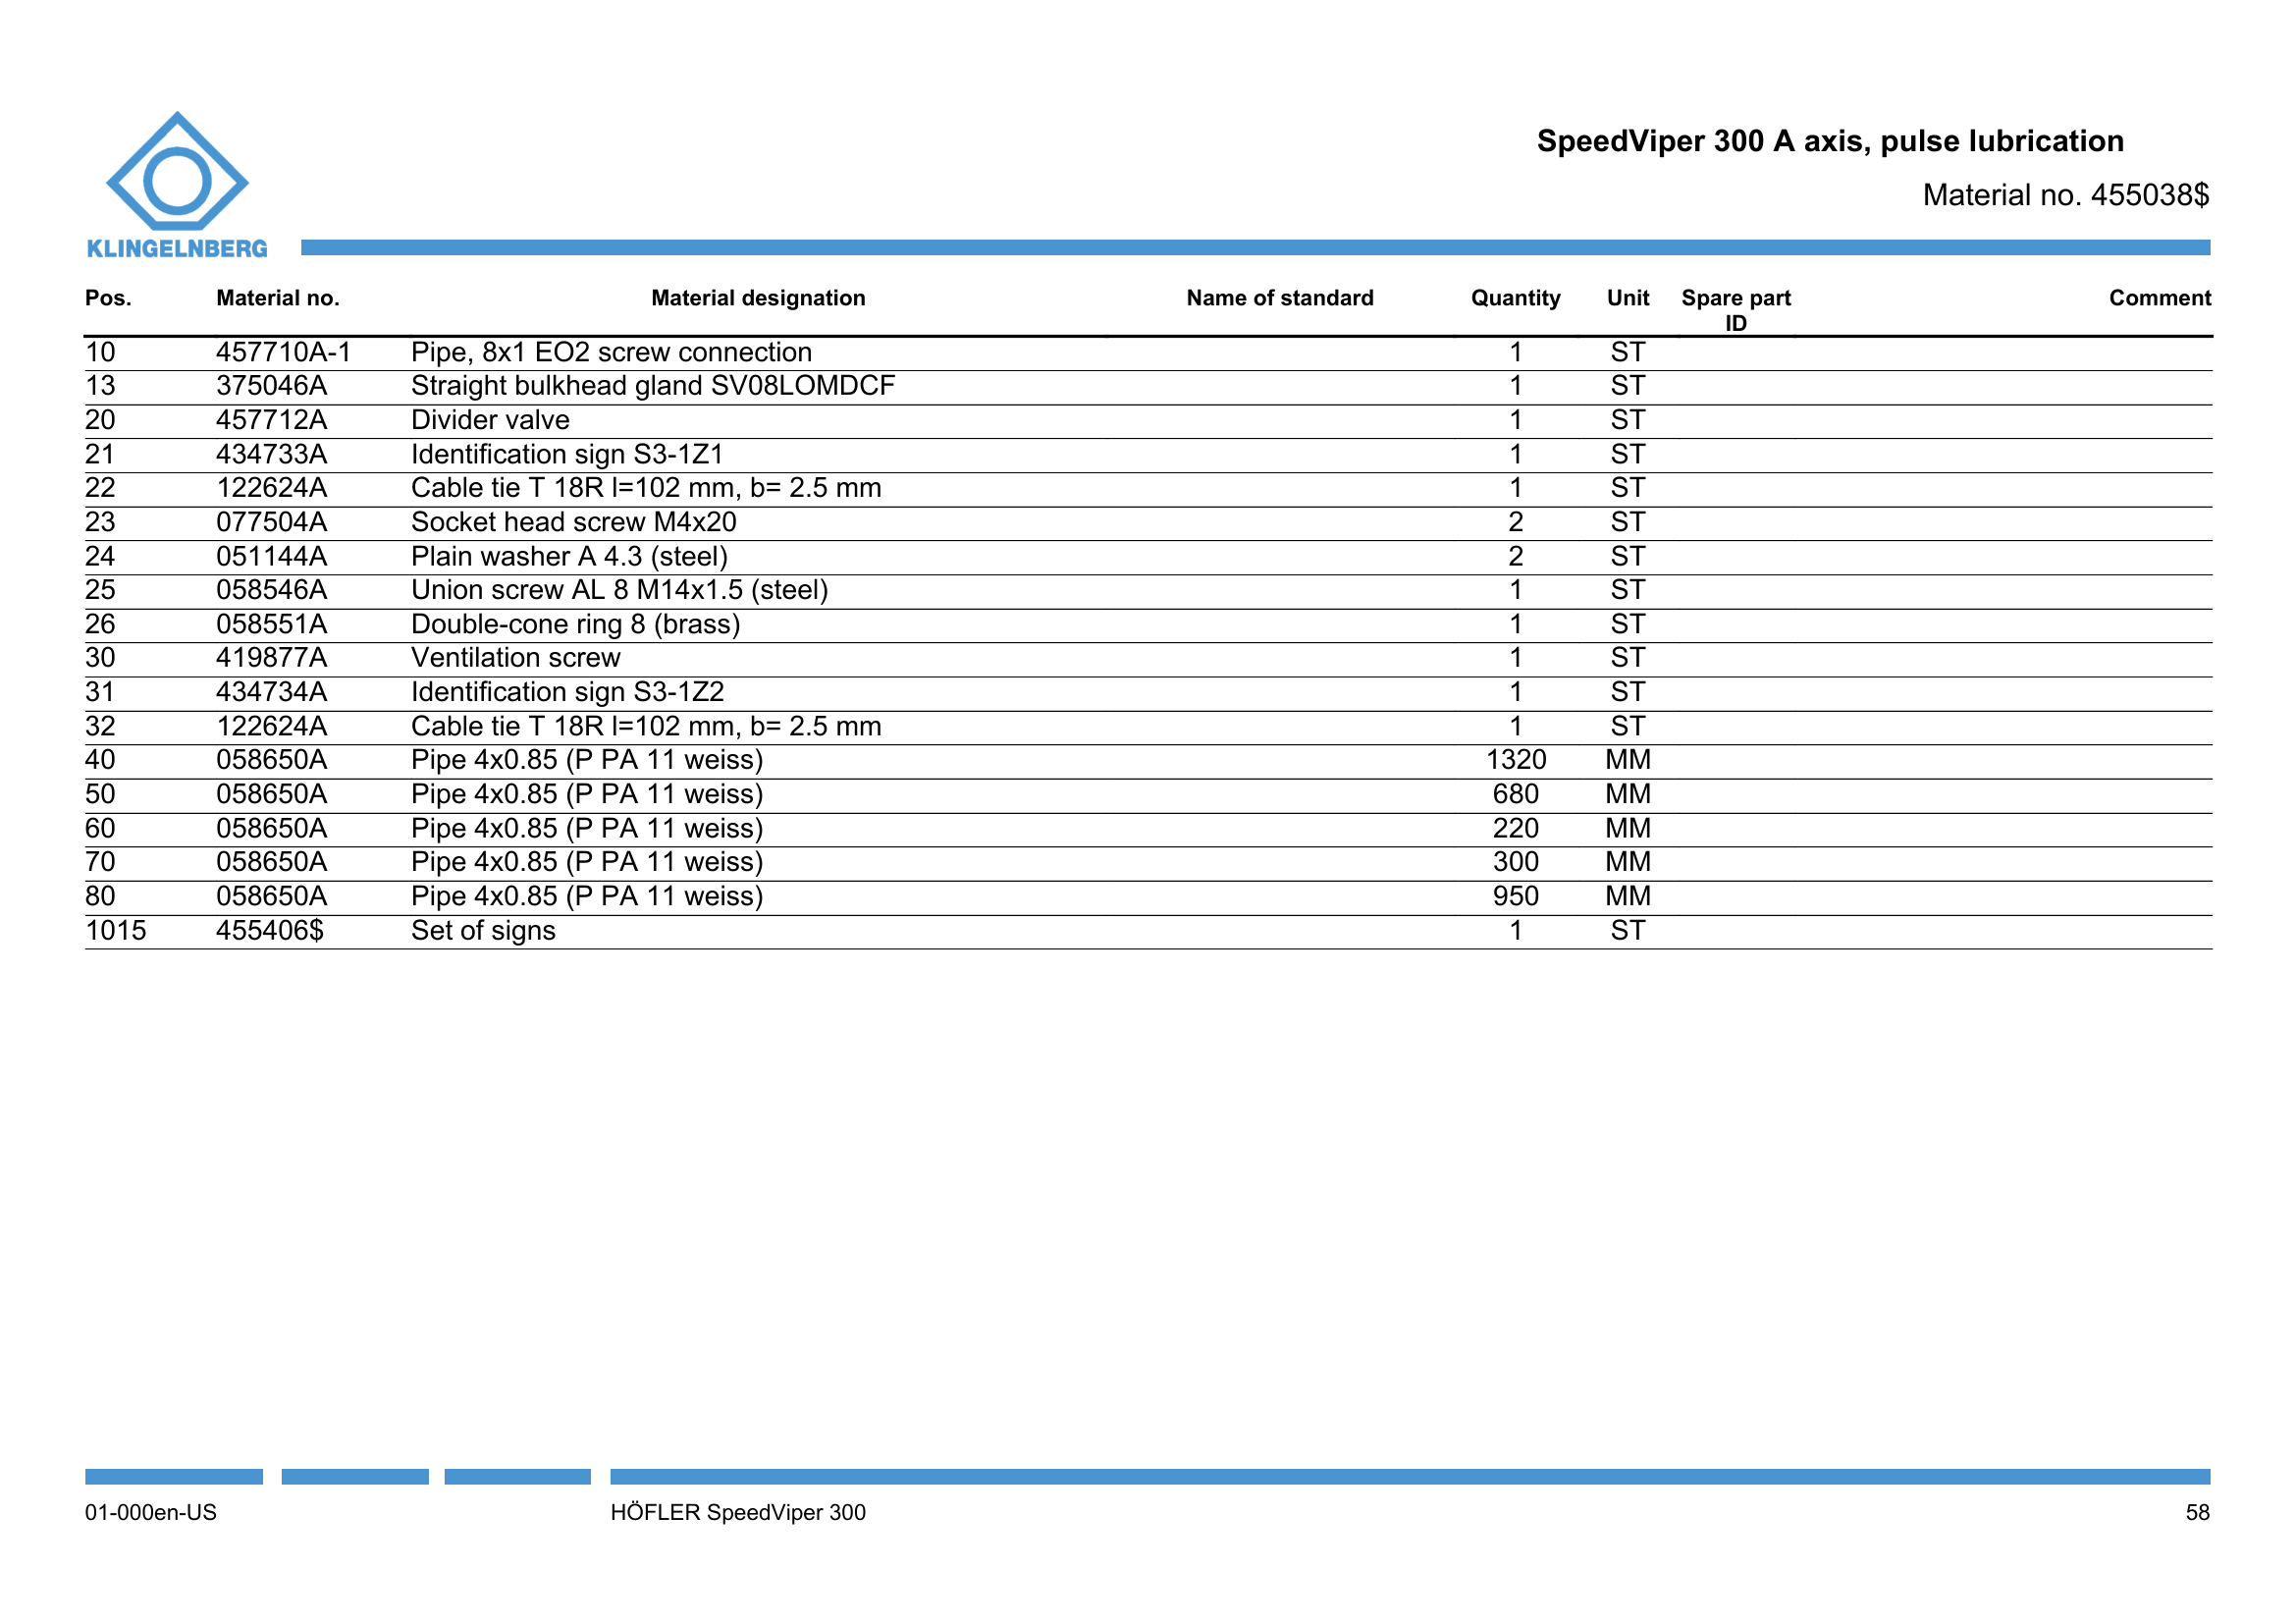 KLINGELNBERG
SpeedViper 300 A axis, pulse lubrication
Material no. 455038$
Pos. Material no. Material designation Name of standard Quantity Unit Spare part ID Comment
10 457710A-1 Pipe, 8x1 EO2 screw connection 1 ST
13 375046A Straight bulkhead gland SV08LOMDCF 1 ST
20 457712A Divider valve 1 ST
21 434733A Identification sign S3-1Z1 1 ST
22 122624A Cable tie T 18R l=102 mm, b= 2.5 mm 1 ST
23 077504A Socket head screw M4x20 2 ST
24 051144A Plain washer A 4.3 (steel) 2 ST
25 058546A Union screw AL 8 M14x1.5 (steel) 1 ST
26 058551A Double-cone ring 8 (brass) 1 ST
30 419877A Ventilation screw 1 ST
31 434734A Identification sign S3-1Z2 1 ST
32 122624A Cable tie T 18R l=102 mm, b= 2.5 mm 1 ST
40 058650A Pipe 4x0.85 (P PA 11 weiss) 1320 MM
50 058650A Pipe 4x0.85 (P PA 11 weiss) 680 MM
60 058650A Pipe 4x0.85 (P PA 11 weiss) 220 MM
70 058650A Pipe 4x0.85 (P PA 11 weiss) 300 MM
80 058650A Pipe 4x0.85 (P PA 11 weiss) 950 MM
1015 455406$ Set of signs 1 ST
01-000en-US HÖFLER SpeedViper 300 58